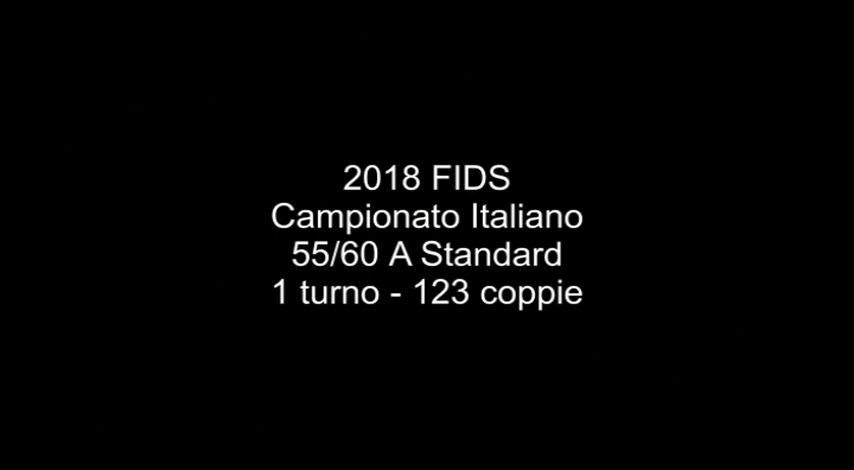 2018 FIDS
Campionato Italiano
55/60 A Standard
1 turno - 123 coppie